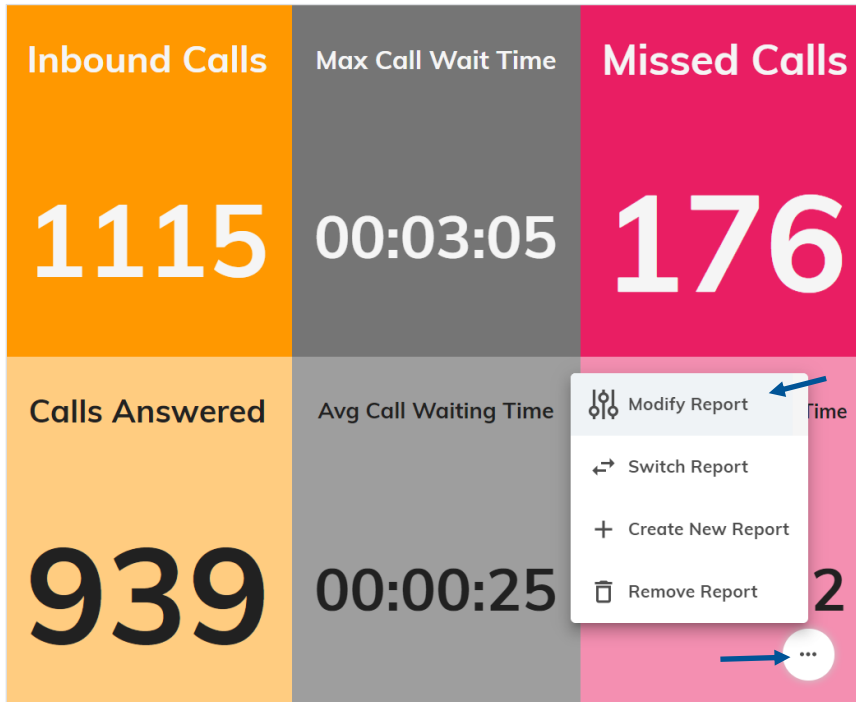 Inbound Calls
1115
Max Call Wait Time
00:03:05
Missed Calls
176
Calls Answered
939
Avg Call Waiting Time
00:00:25
Time
2
Modify Report
Switch Report
Create New Report
Remove Report